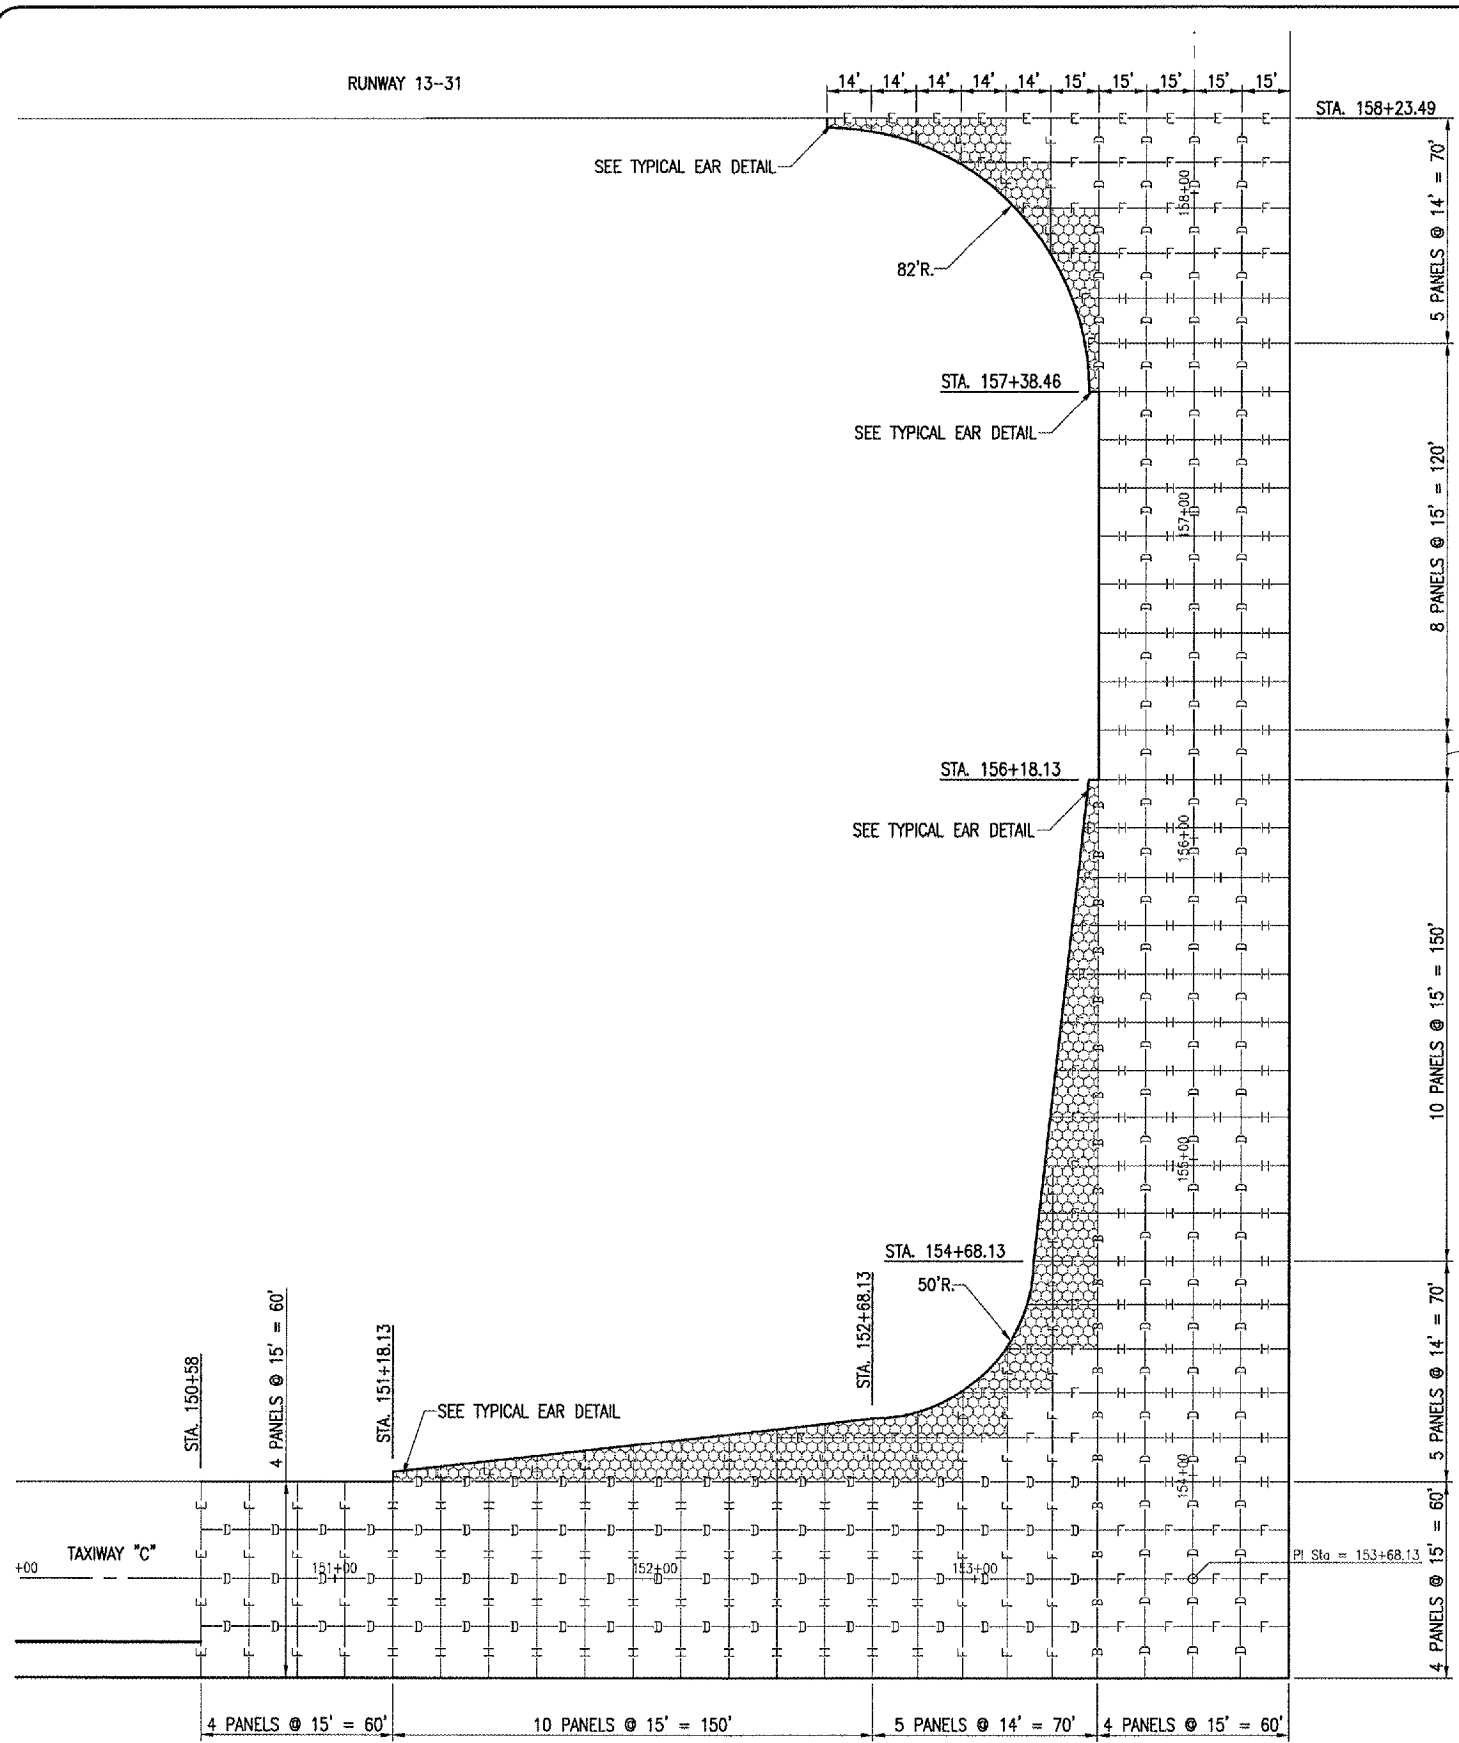 RUNWAY 13-31
14' 14' 14' 14' 14' 15' 15' 15' 15' 15'
STA. 158+23.49
SEE TYPICAL EAR DETAIL
5 PANELS @ 14' = 70'
158+00
82'R.
STA. 157+38.46
SEE TYPICAL EAR DETAIL
8 PANELS @ 15' = 120'
157+00
STA. 156+18.13
SEE TYPICAL EAR DETAIL
156+00
10 PANELS @ 15' = 150'
155+00
STA. 154+68.13
50'R.
5 PANELS @ 14' = 70'
STA. 152+68.13
4 PANELS @ 15' = 60'
STA. 151+18.13
STA. 150+58
SEE TYPICAL EAR DETAIL
154+00
TAXIWAY "C"
+00
151+00
152+00
153+00
PI Sta = 153+68.13
4 PANELS @ 15' = 60'
4 PANELS @ 15' = 60'
10 PANELS @ 15' = 150'
5 PANELS @ 14' = 70'
4 PANELS @ 15' = 60'